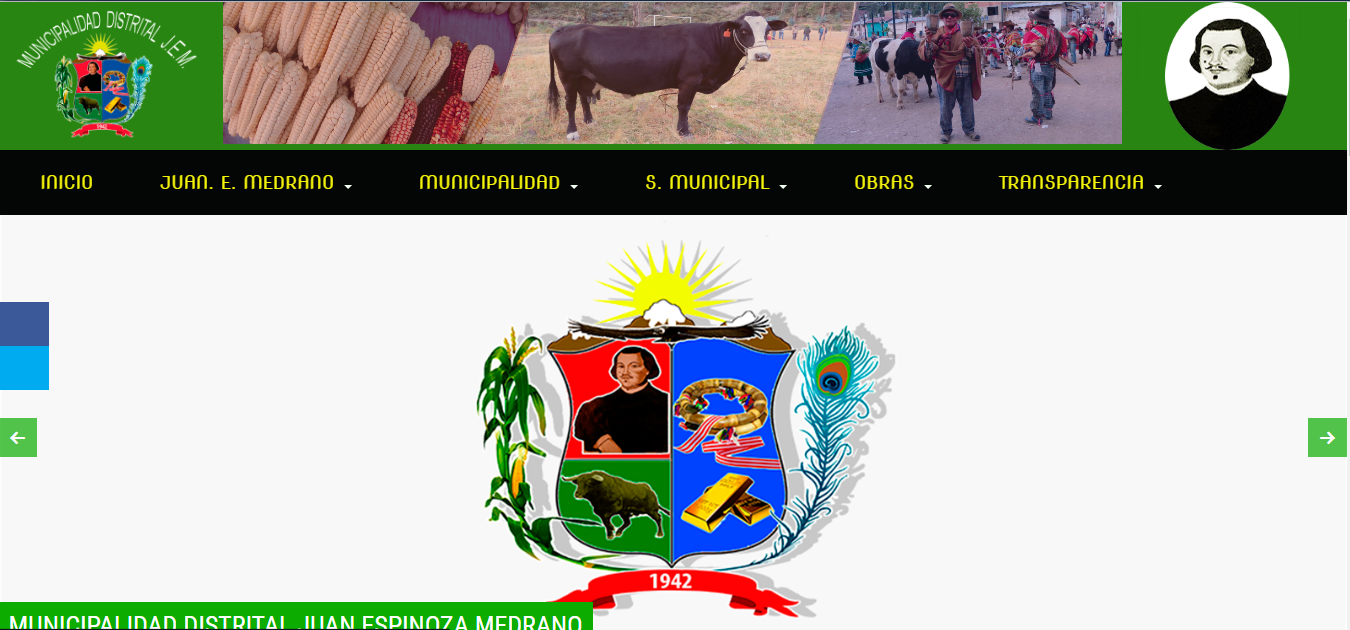 MUNICIPALIDAD DISTRITAL J.E.M.
1942
INICIO
JUAN. E. MEDRANO
MUNICIPALIDAD
S. MUNICIPAL
OBRAS
TRANSPARENCIA
1942
MUNICIPALIDAD DISTRITAL JUAN ESPINOZA MEDRANO